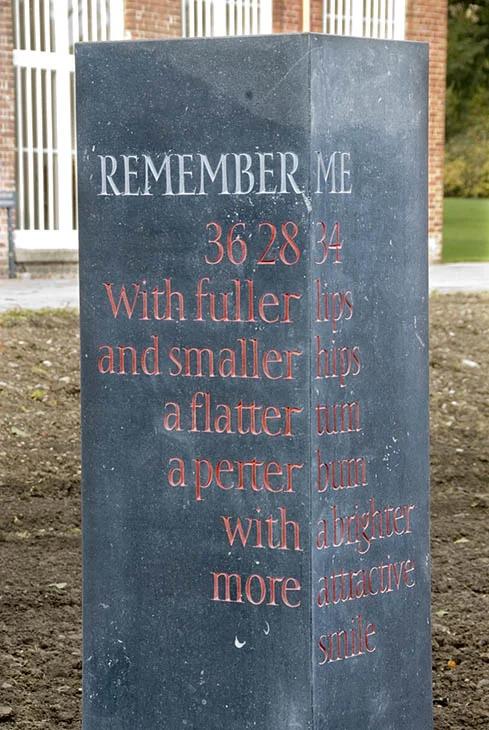 REMEMBER ME
36 28 34
With fuller lips
and smaller hips
a flatter tum
a perter bum
with a brighter
more attractive
smile